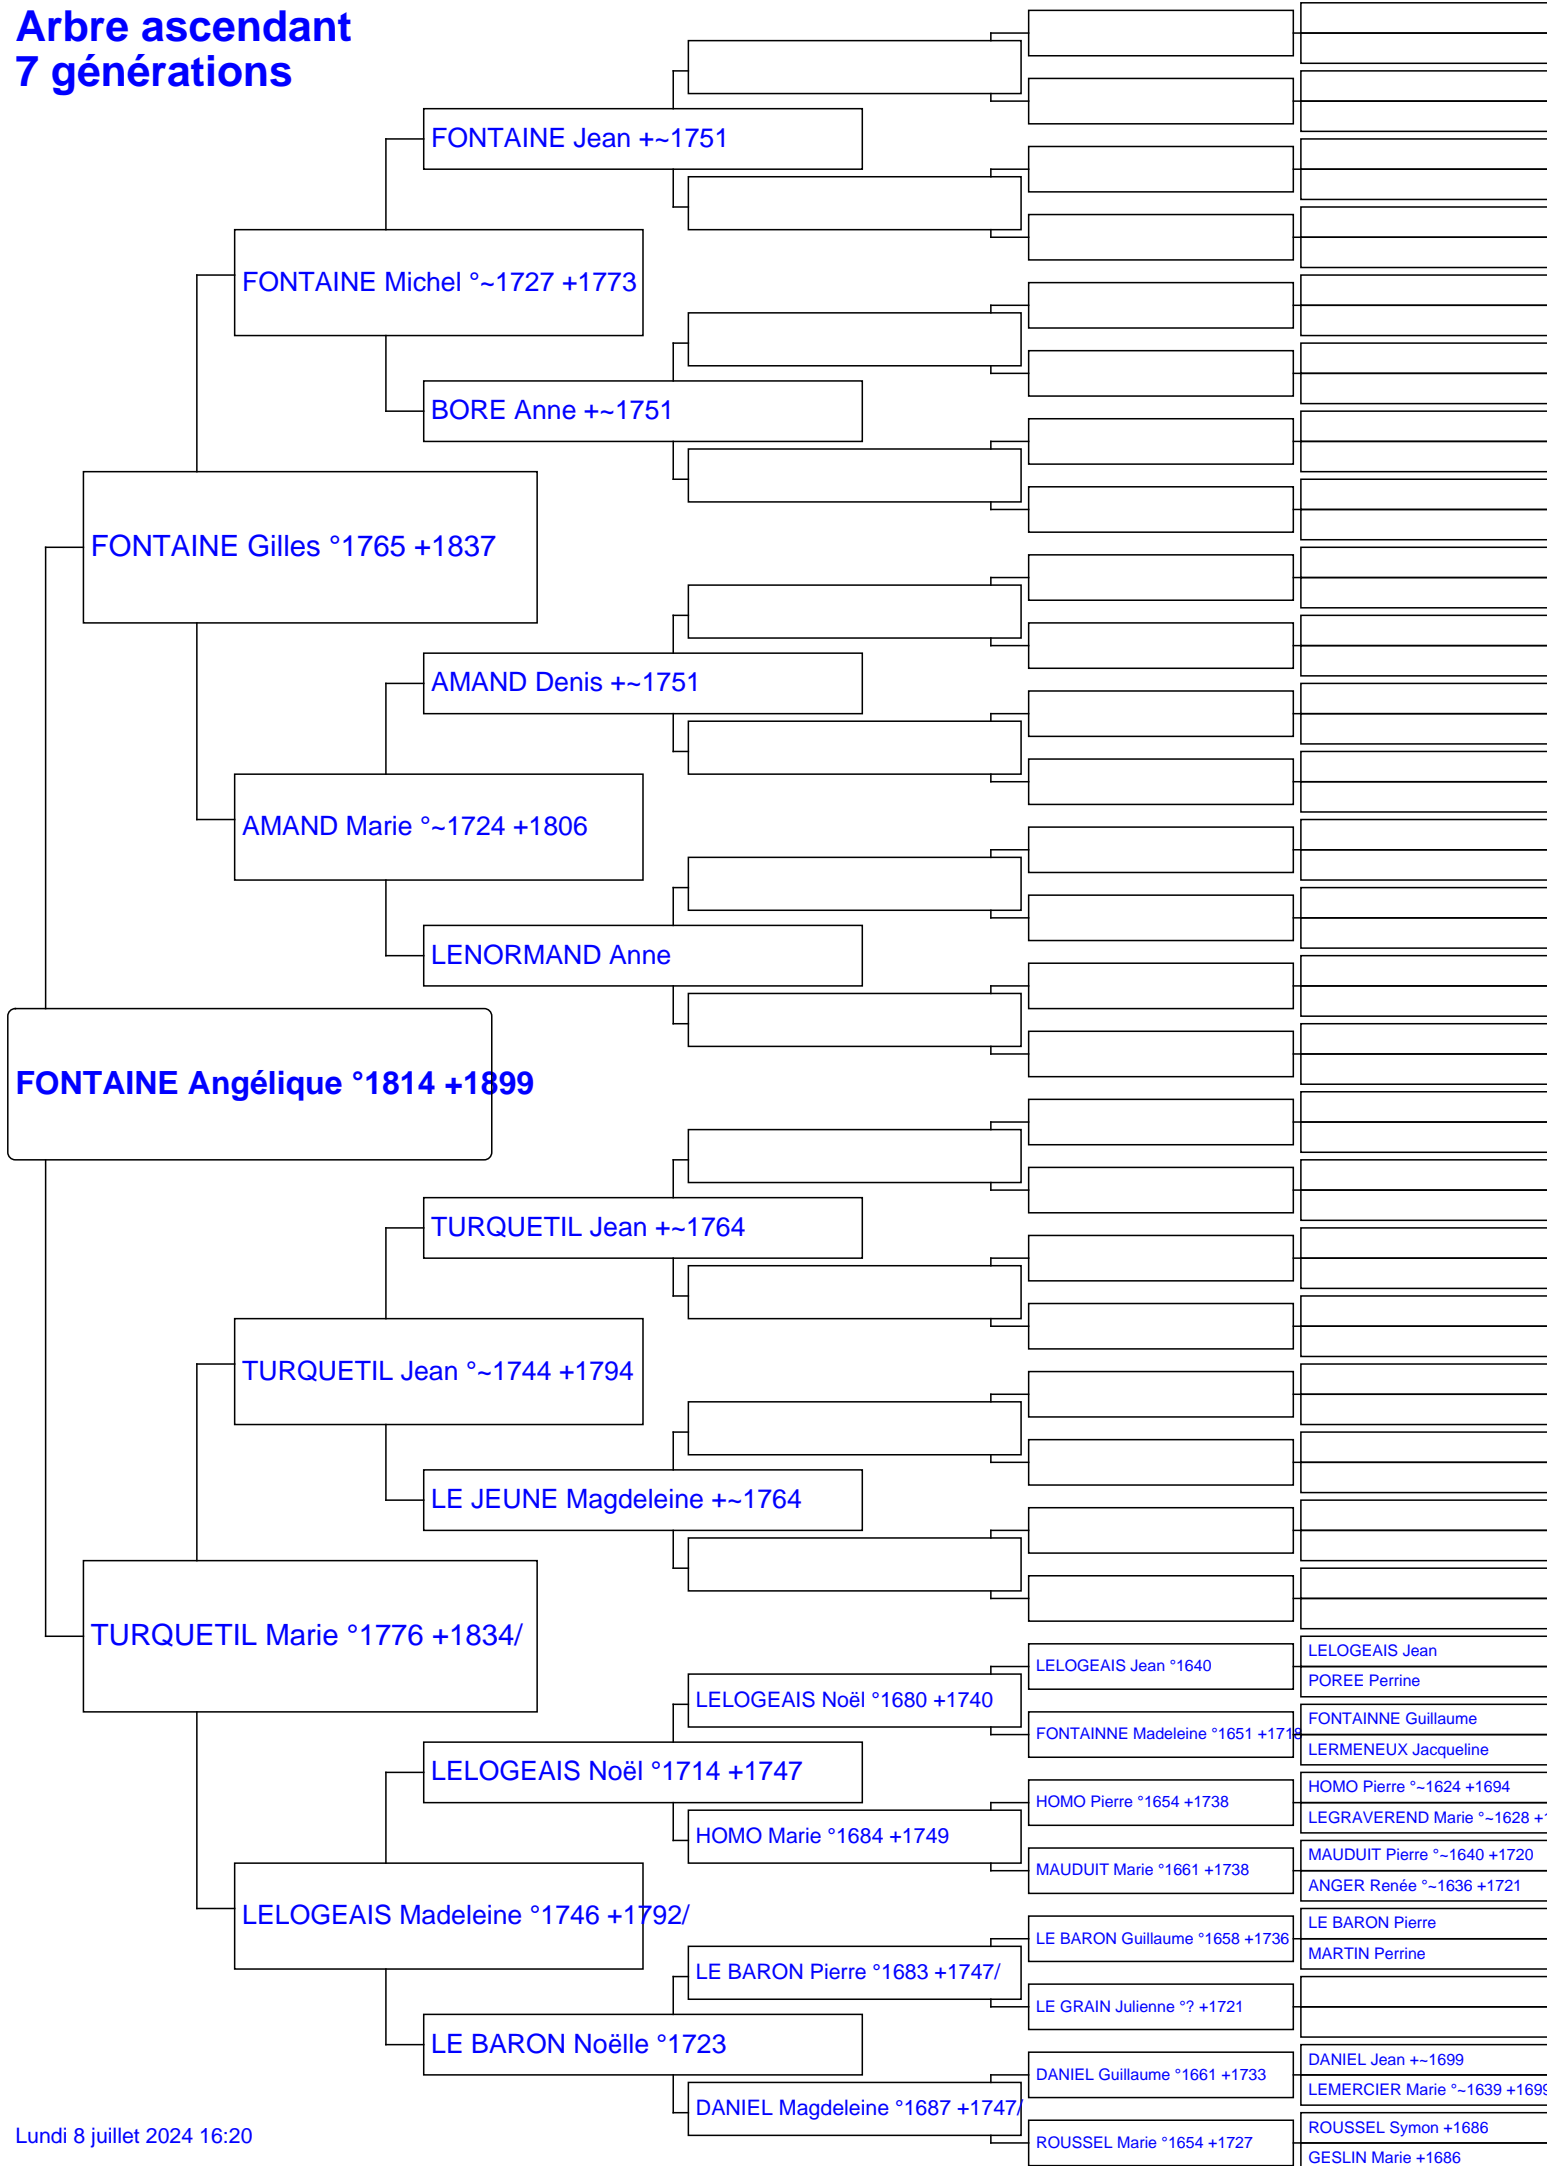 Arbre ascendant
7 générations
FONTAINE Jean +~1751
FONTAINE Michel °~1727 +1773
BORE Anne +~1751
FONTAINE Gilles °1765 +1837
AMAND Denis +~1751
AMAND Marie °~1724 +1806
LENORMAND Anne
FONTAINE Angélique °1814 +1899
TURQUETIL Jean +~1764
TURQUETIL Jean °~1744 +1794
LE JEUNE Magdeleine +~1764
TURQUETIL Marie °1776 +1834/
LELOGEAIS Jean
LELOGEAIS Jean °1640
POREE Perrine
LELOGEAIS Noël °1680 +1740
FONTAINNE Guillaume
FONTAINNE Madeleine °1651 +1718
LERMENEUX Jacqueline
LELOGEAIS Noël °1714 +1747
HOMO Pierre °~1624 +1694
HOMO Pierre °1654 +1738
LEGRAVEREND Marie °~1628 +1
HOMO Marie °1684 +1749
MAUDUIT Pierre °~1640 +1720
MAUDUIT Marie °1661 +1738
ANGER Renée °~1636 +1721
LELOGEAIS Madeleine °1746 +1792/
LE BARON Pierre
LE BARON Guillaume °1658 +1736
MARTIN Perrine
LE BARON Pierre °1683 +1747/
LE GRAIN Julienne °? +1721
LE BARON Noëlle °1723
DANIEL Jean +~1699
DANIEL Guillaume °1661 +1733
LEMERCIER Marie °~1639 +1699
DANIEL Magdeleine °1687 +1747/
ROUSSEL Symon +1686
ROUSSEL Marie °1654 +1727
GESLIN Marie +1686
Lundi 8 juillet 2024 16:20